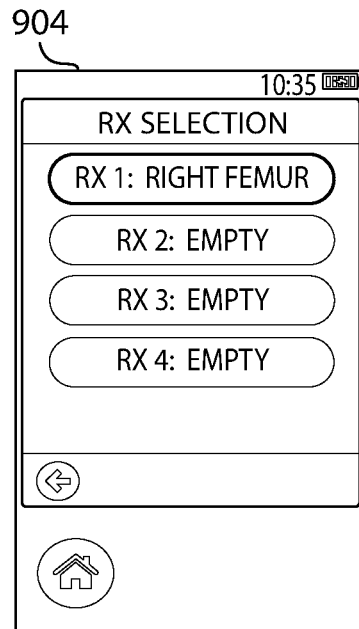 904
10:35
RX SELECTION
RX 1: RIGHT FEMUR
RX 2: EMPTY
RX 3: EMPTY
RX 4: EMPTY